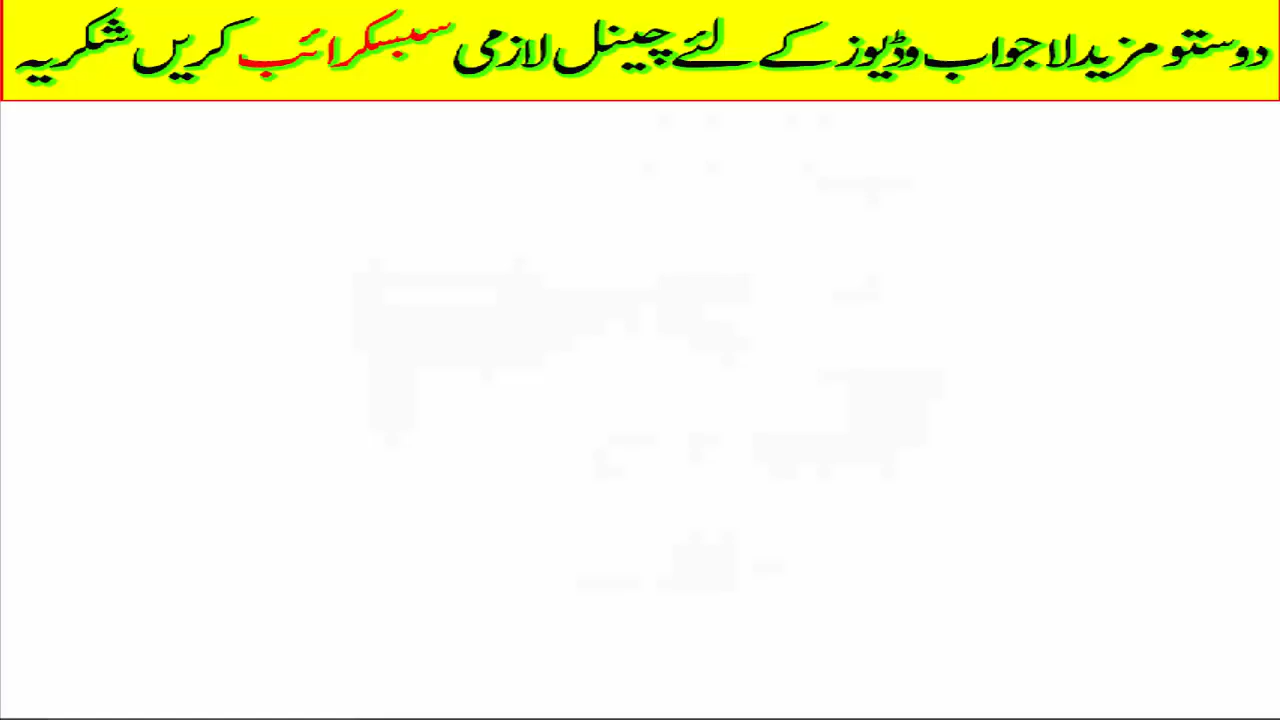 دوستو مزید لاجواب وڈیوز کے لئے چینل لازمی سبسکرائب کریں شکریہ